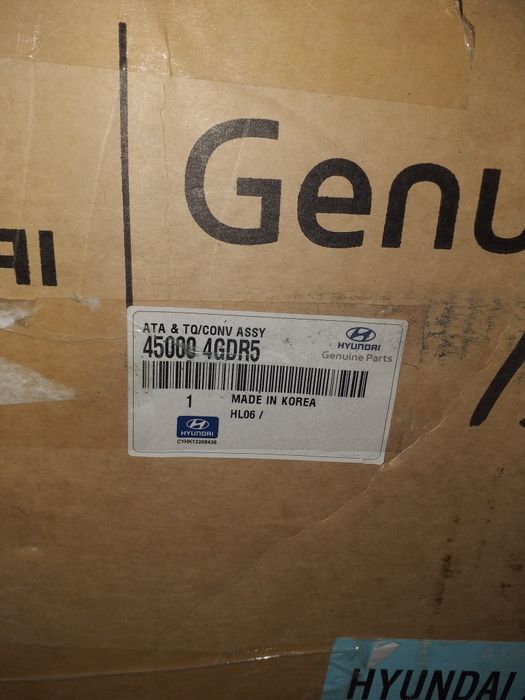 Genu
AI
ATA & TQ/CONV ASSY
45000 4GDR5
HYUNDAI
Genuine Parts
1
MADE IN KOREA
HL06 /
HYUNDAI
CYHK12208438
HYUNDAI